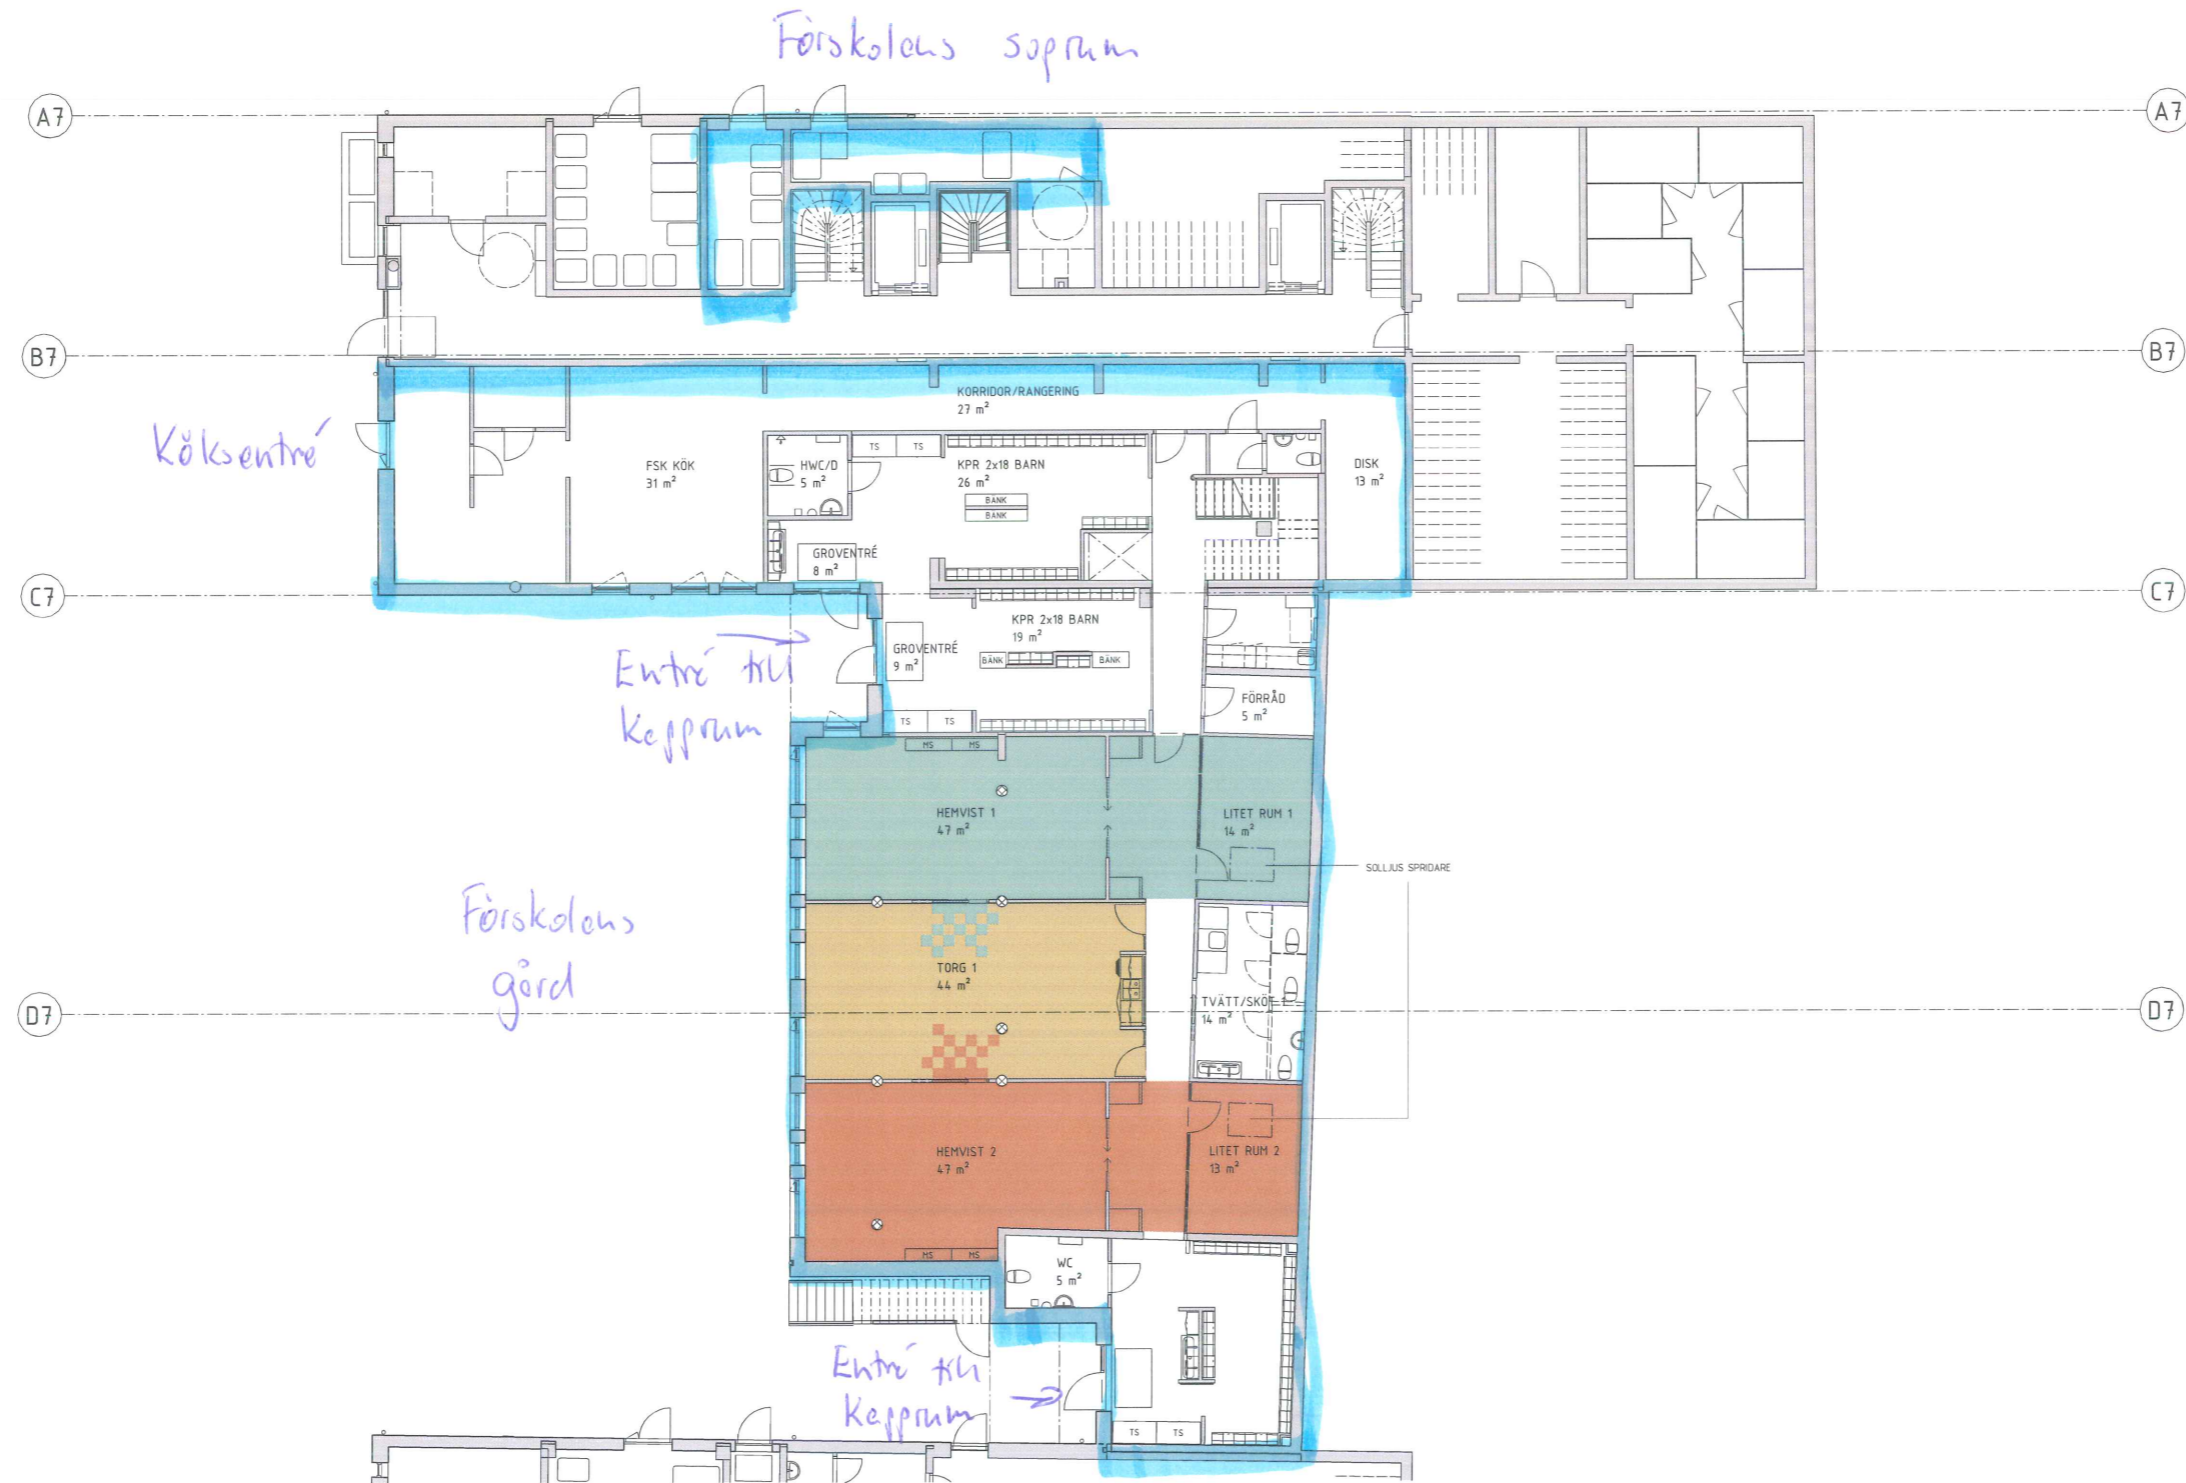 Förskolans soprum
A7
A7
B7
B7
KORRIDOR/RANGERING
27 m²
Köksentré
TS
TS
FSK KÖK
31 m²
HWC/D
5 m²
KPR 2x18 BARN
26 m²
BÄNK
BÄNK
DISK
13 m²
GROVENTRÉ
8 m²
C7
C7
KPR 2x18 BARN
19 m²
GROVENTRÉ
9 m²
BÄNK
BÄNK
Entré till
Kapprum
FÖRRÅD
5 m²
TS
TS
MS
MS
HEMVIST 1
47 m²
LITET RUM 1
14 m²
SOLLJUS SPRIDARE
Förskolans
gård
TORG 1
44 m²
TVÄTT/SKÖT
14 m²
D7
D7
HEMVIST 2
47 m²
LITET RUM 2
13 m²
MS
MS
WC
5 m²
Entré till
Kapprum
TS
TS